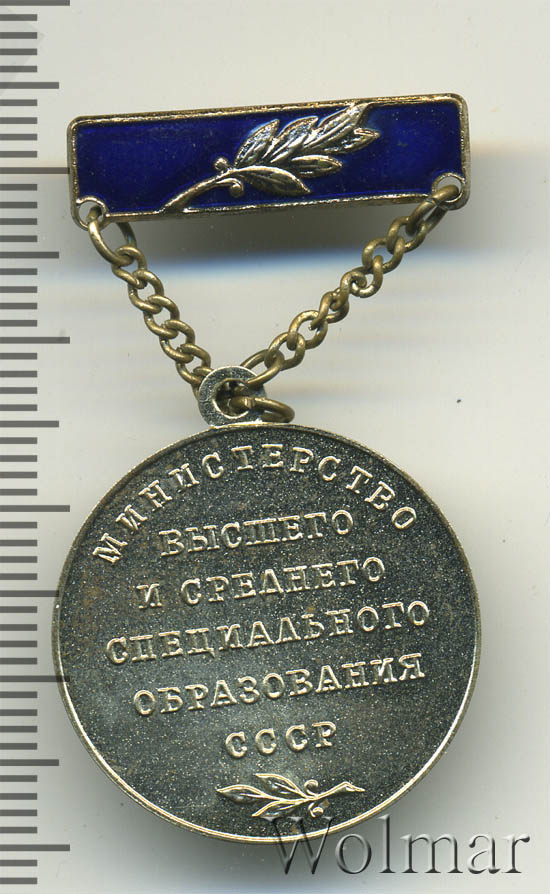 МИНИСТЕРСТВО
ВЫСШЕГО
И СРЕДНЕГО
СПЕЦИАЛЬНОГО
ОБРАЗОВАНИЯ
СССР
Wolmar